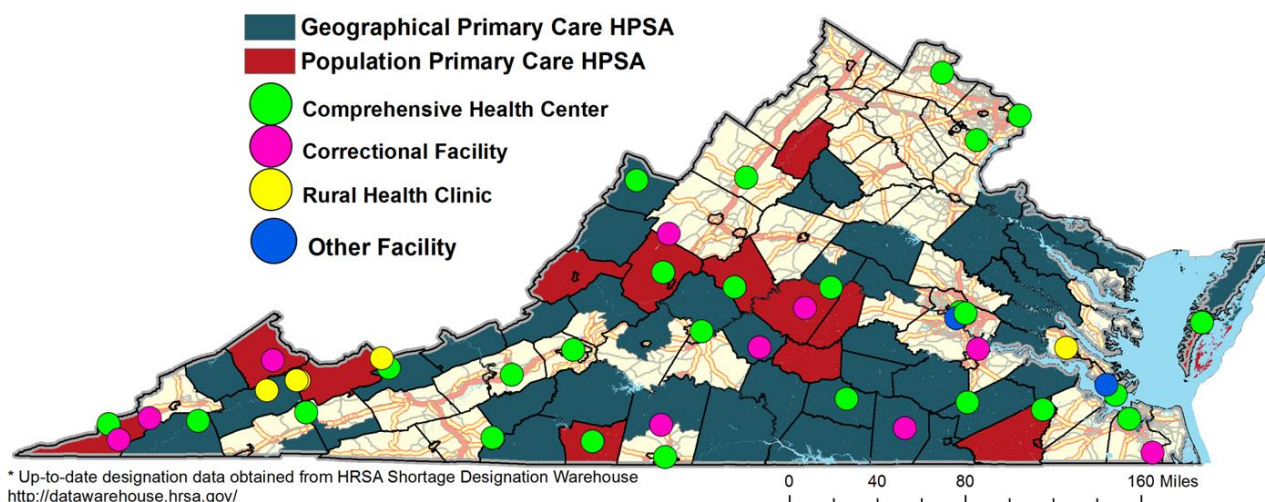 Geographical Primary Care HPSA
Population Primary Care HPSA
Comprehensive Health Center
Correctional Facility
Rural Health Clinic
Other Facility
* Up-to-date designation data obtained from HRSA Shortage Designation Warehouse
http://datawarehouse.hrsa.gov/
0 40 80 160 Miles